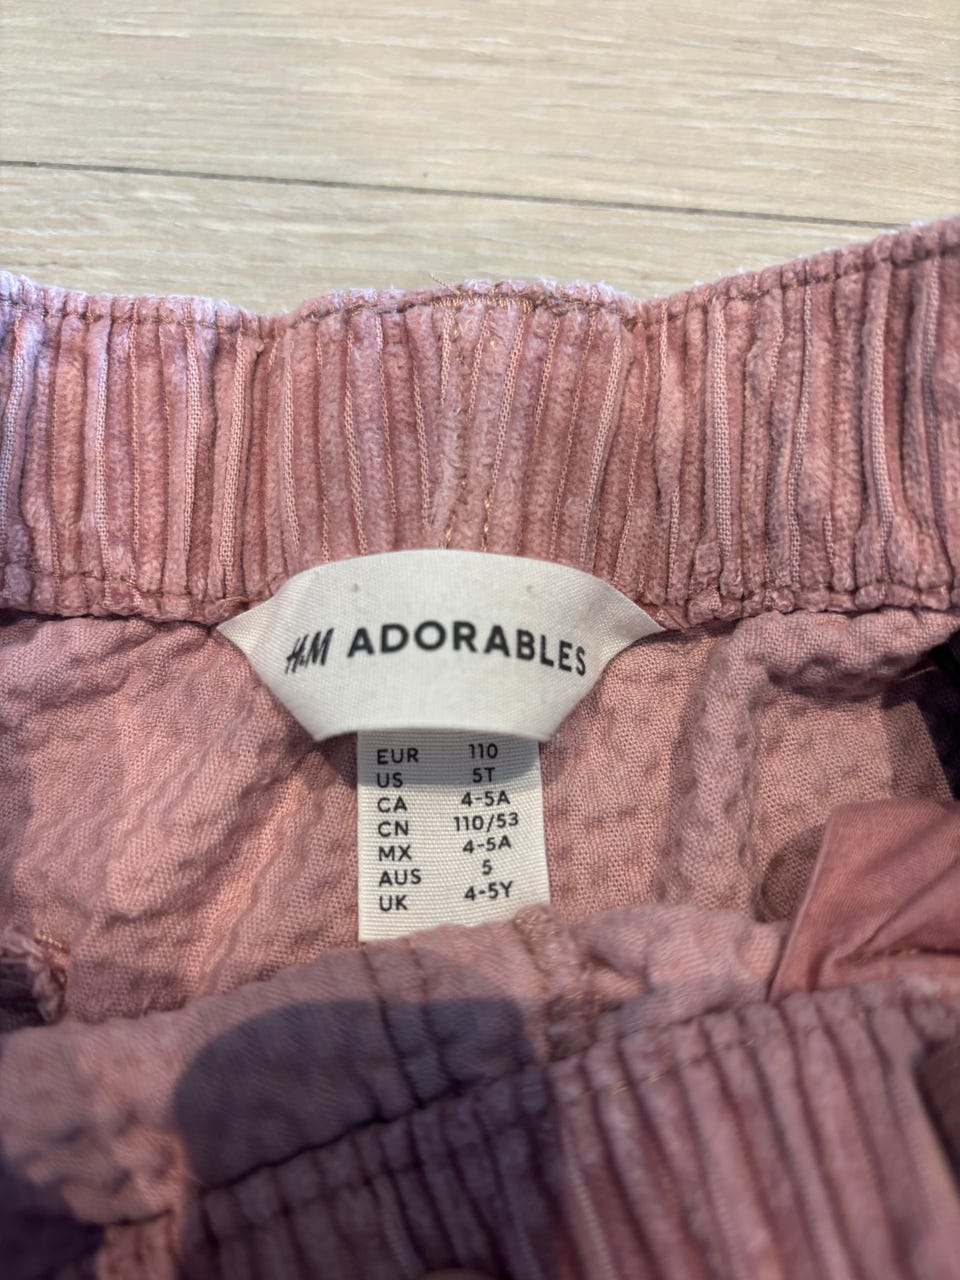 H&M ADORABLES
EUR 110
US 5T
CA 4-5A
CN 110/53
MX 4-5A
AUS 5
UK 4-5Y